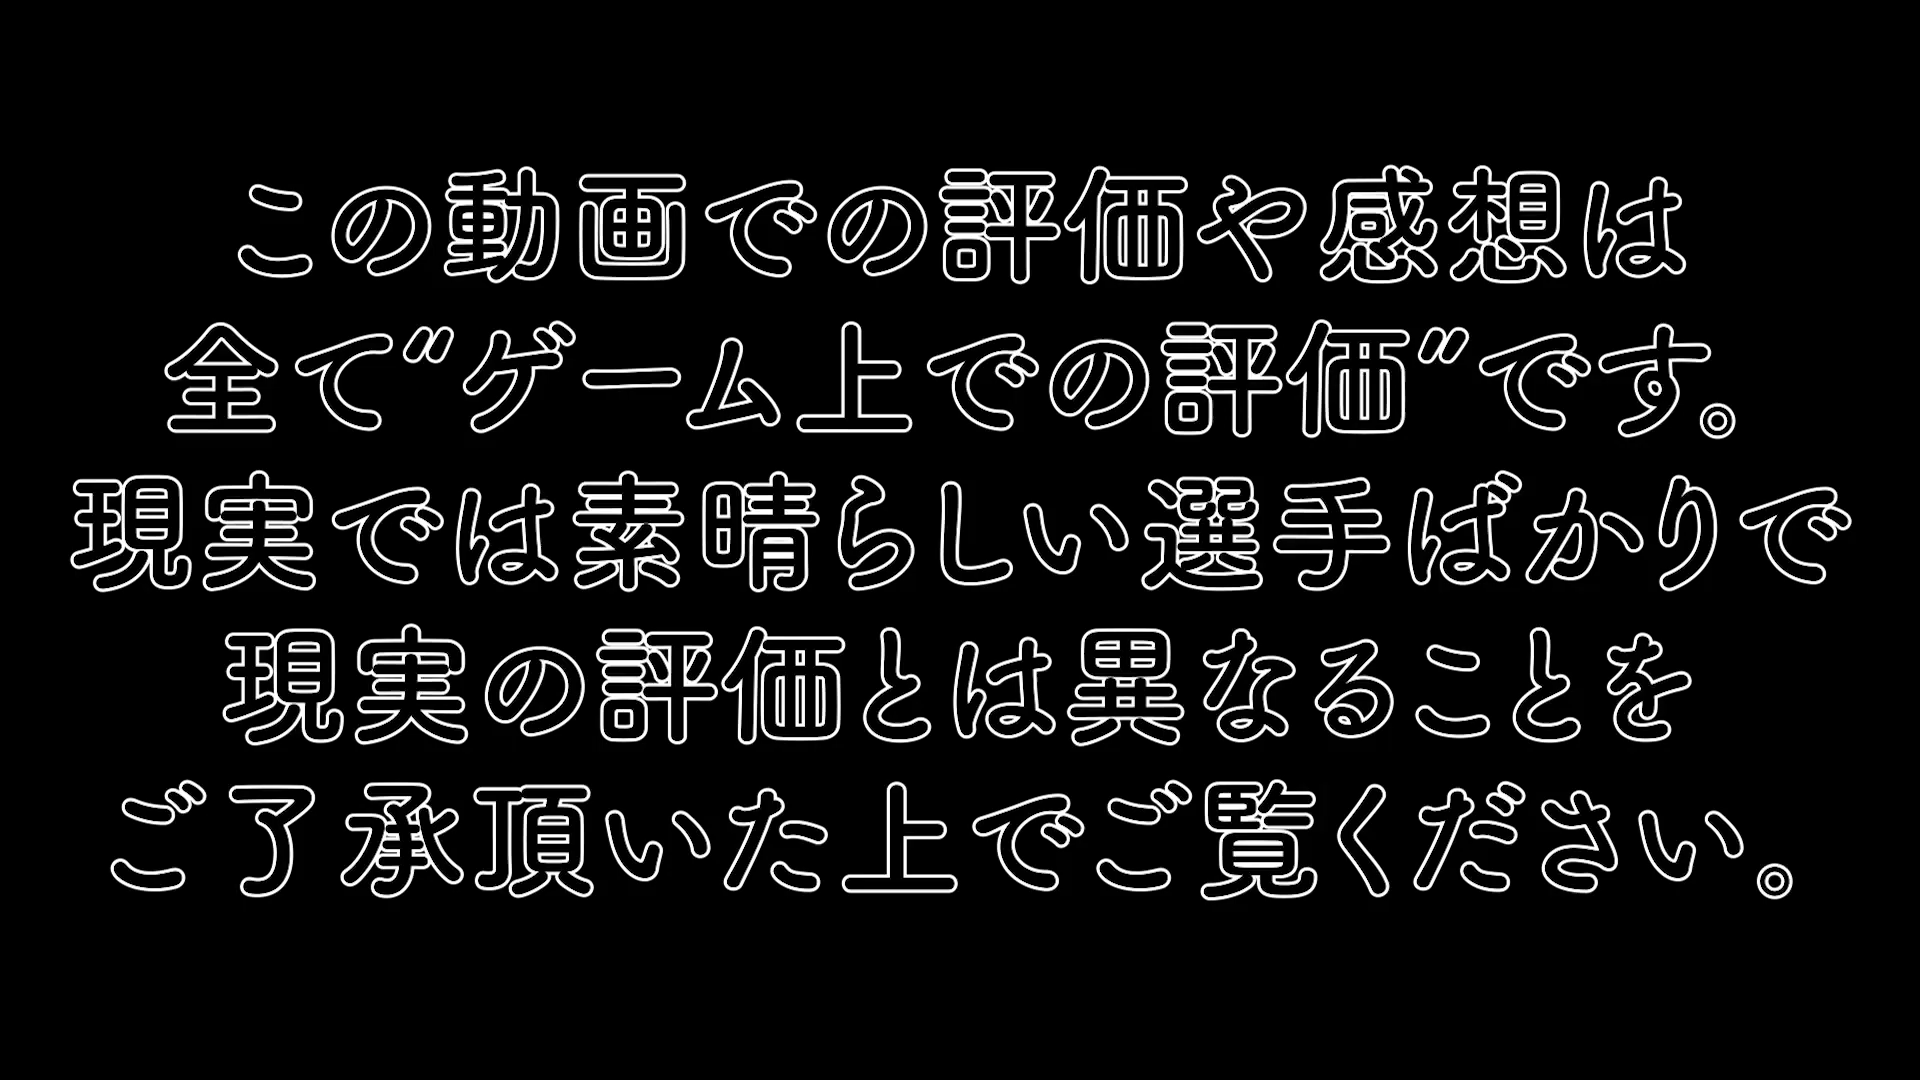 この動画での評価や感想は
全て"ゲーム上での評価"です。
現実では素晴らしい選手ばかりで
現実の評価とは異なることを
ご了承頂いた上でご覧ください。